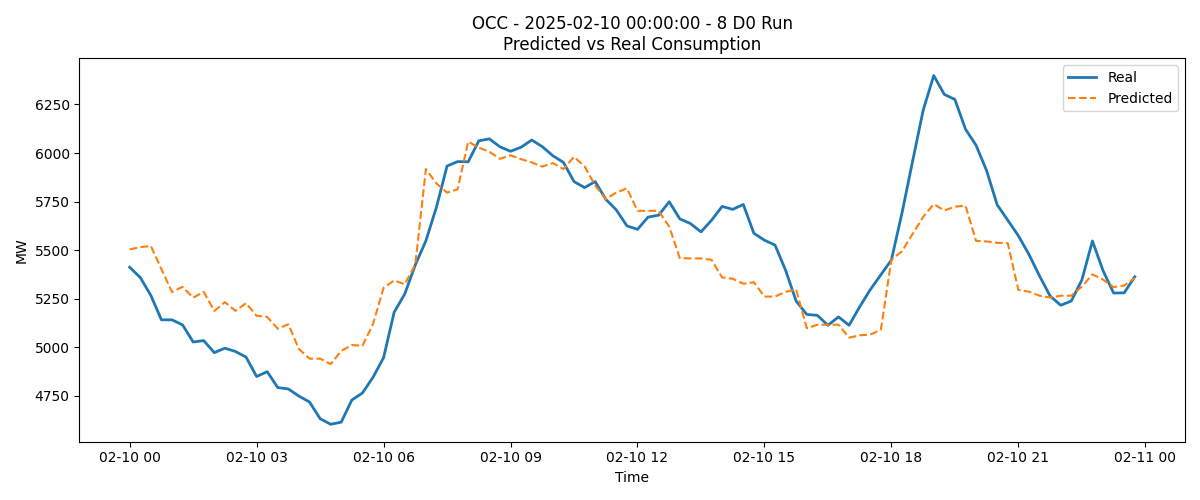 OCC - 2025-02-10 00:00:00 - 8 D0 Run
Predicted vs Real Consumption
Real
Predicted
MW
6250
6000
5750
5500
5250
5000
4750
02-10 00
02-10 03
02-10 06
02-10 09
02-10 12
02-10 15
02-10 18
02-10 21
02-11 00
Time